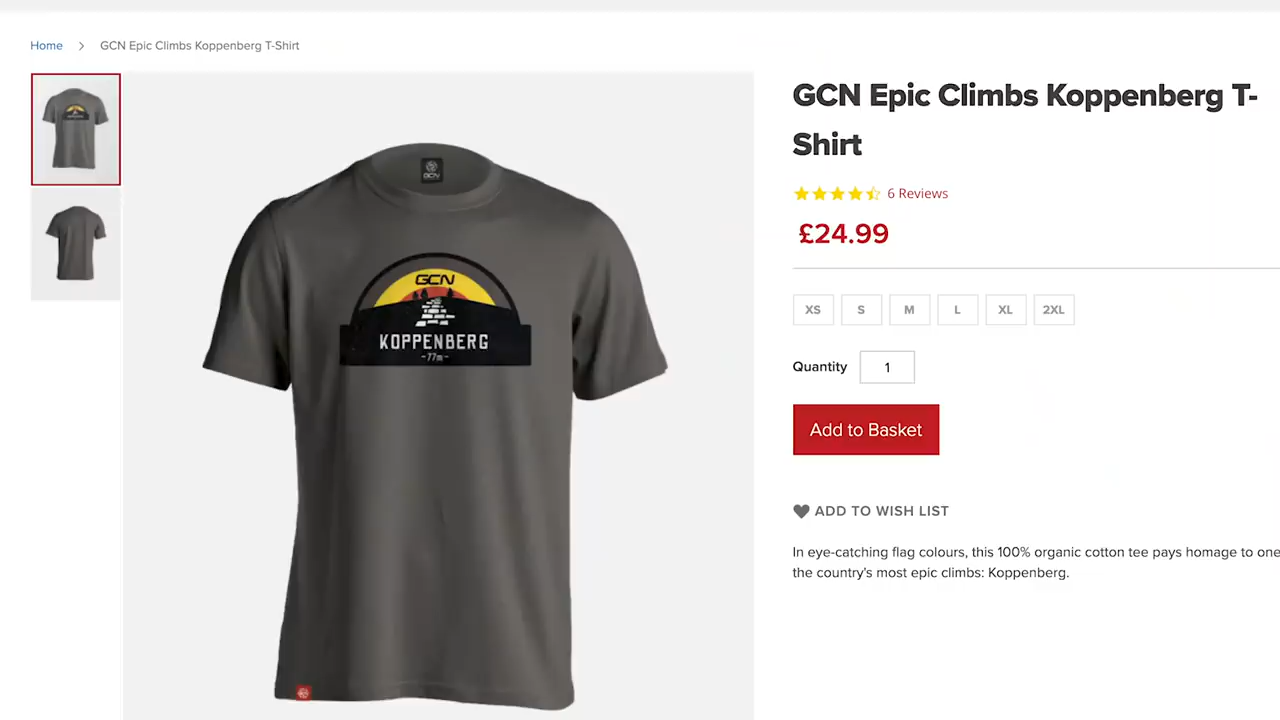 Home > GCN Epic Climbs Koppenberg T-Shirt
GCN Epic Climbs Koppenberg T-
Shirt
6 Reviews
£24.99
XS S M L XL 2XL
Quantity 1
Add to Basket
ADD TO WISH LIST
In eye-catching flag colours, this 100% organic cotton tee pays homage to one
the country's most epic climbs: Koppenberg.
GCN
GCN
KOPPENBERG
-77m-